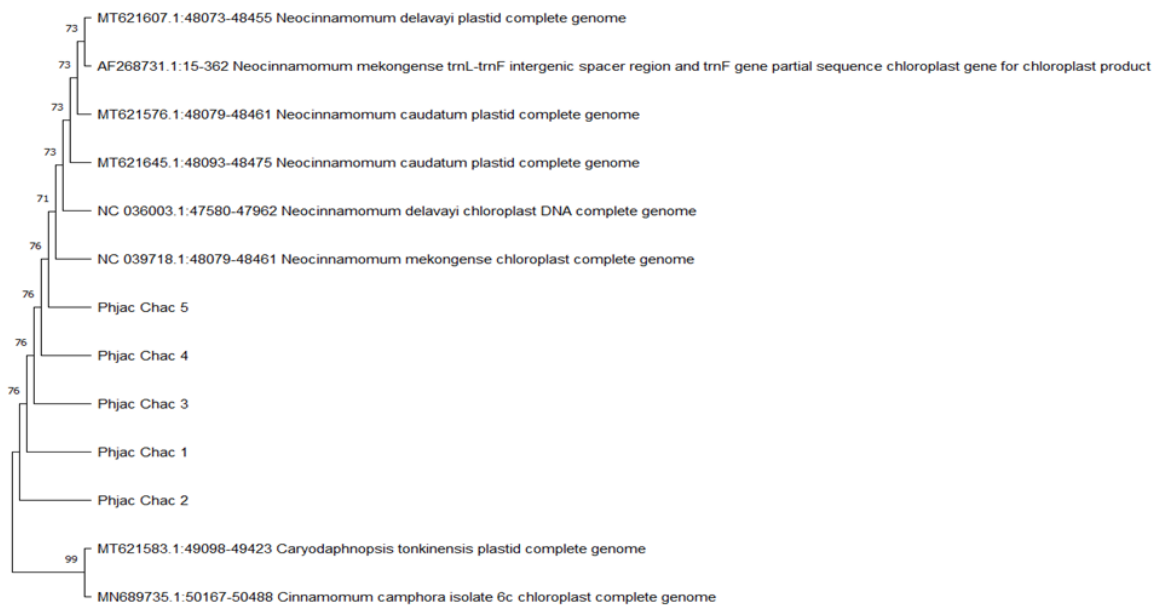 73
MT621607.1:48073-48455 Neocinnamomum delavayi plastid complete genome
73
AF268731.1:15-362 Neocinnamomum mekongense trnL-trnF intergenic spacer region and trnF gene partial sequence chloroplast gene for chloroplast product
73
MT621576.1:48079-48461 Neocinnamomum caudatum plastid complete genome
73
MT621645.1:48093-48475 Neocinnamomum caudatum plastid complete genome
71
NC 036003.1:47580-47962 Neocinnamomum delavayi chloroplast DNA complete genome
76
NC 039718.1:48079-48461 Neocinnamomum mekongense chloroplast complete genome
76
Phjac Chac 5
76
Phjac Chac 4
76
Phjac Chac 3
Phjac Chac 1
Phjac Chac 2
MT621583.1:49098-49423 Caryodaphnopsis tonkinensis plastid complete genome
99
MN689735.1:50167-50488 Cinnamomum camphora isolate 6c chloroplast complete genome